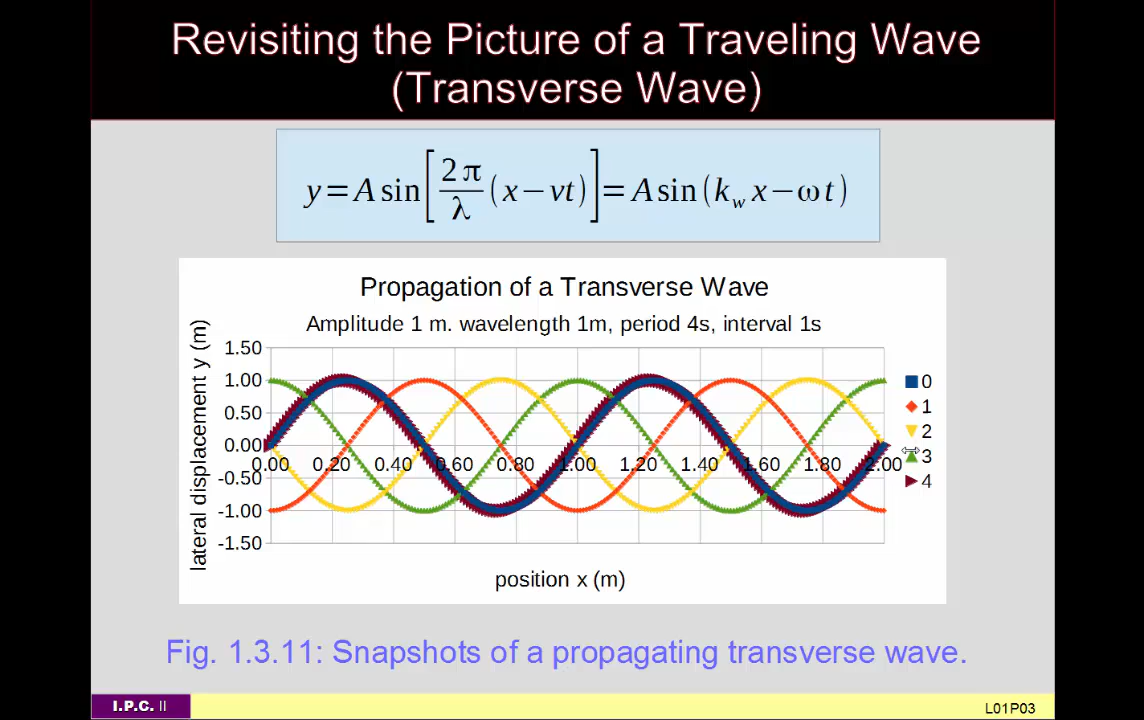 Revisiting the Picture of a Traveling Wave
(Transverse Wave)
y = A sin[2π/λ (x − vt)] = A sin(k_w x − ωt)
Propagation of a Transverse Wave
Amplitude 1 m. wavelength 1m, period 4s, interval 1s
lateral displacement y (m)
1.50
1.00
0.50
0.00
-0.50
-1.00
-1.50
0.00 0.20 0.40 0.60 0.80 1.00 1.20 1.40 1.60 1.80 2.00
0
1
2
3
4
position x (m)
Fig. 1.3.11: Snapshots of a propagating transverse wave.
I.P.C. II
L01P03